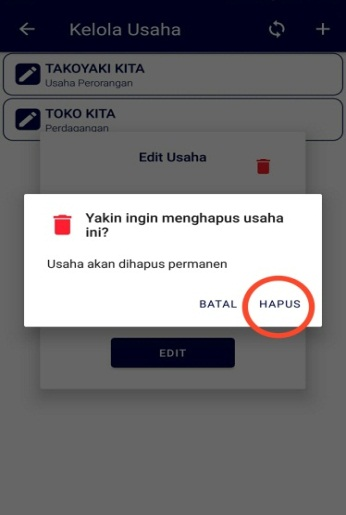 Kelola Usaha
TAKOYAKI KITA
Usaha Perorangan
TOKO KITA
Perdagangan
Edit Usaha
Yakin ingin menghapus usaha
ini?
Usaha akan dihapus permanen
BATAL
HAPUS
EDIT